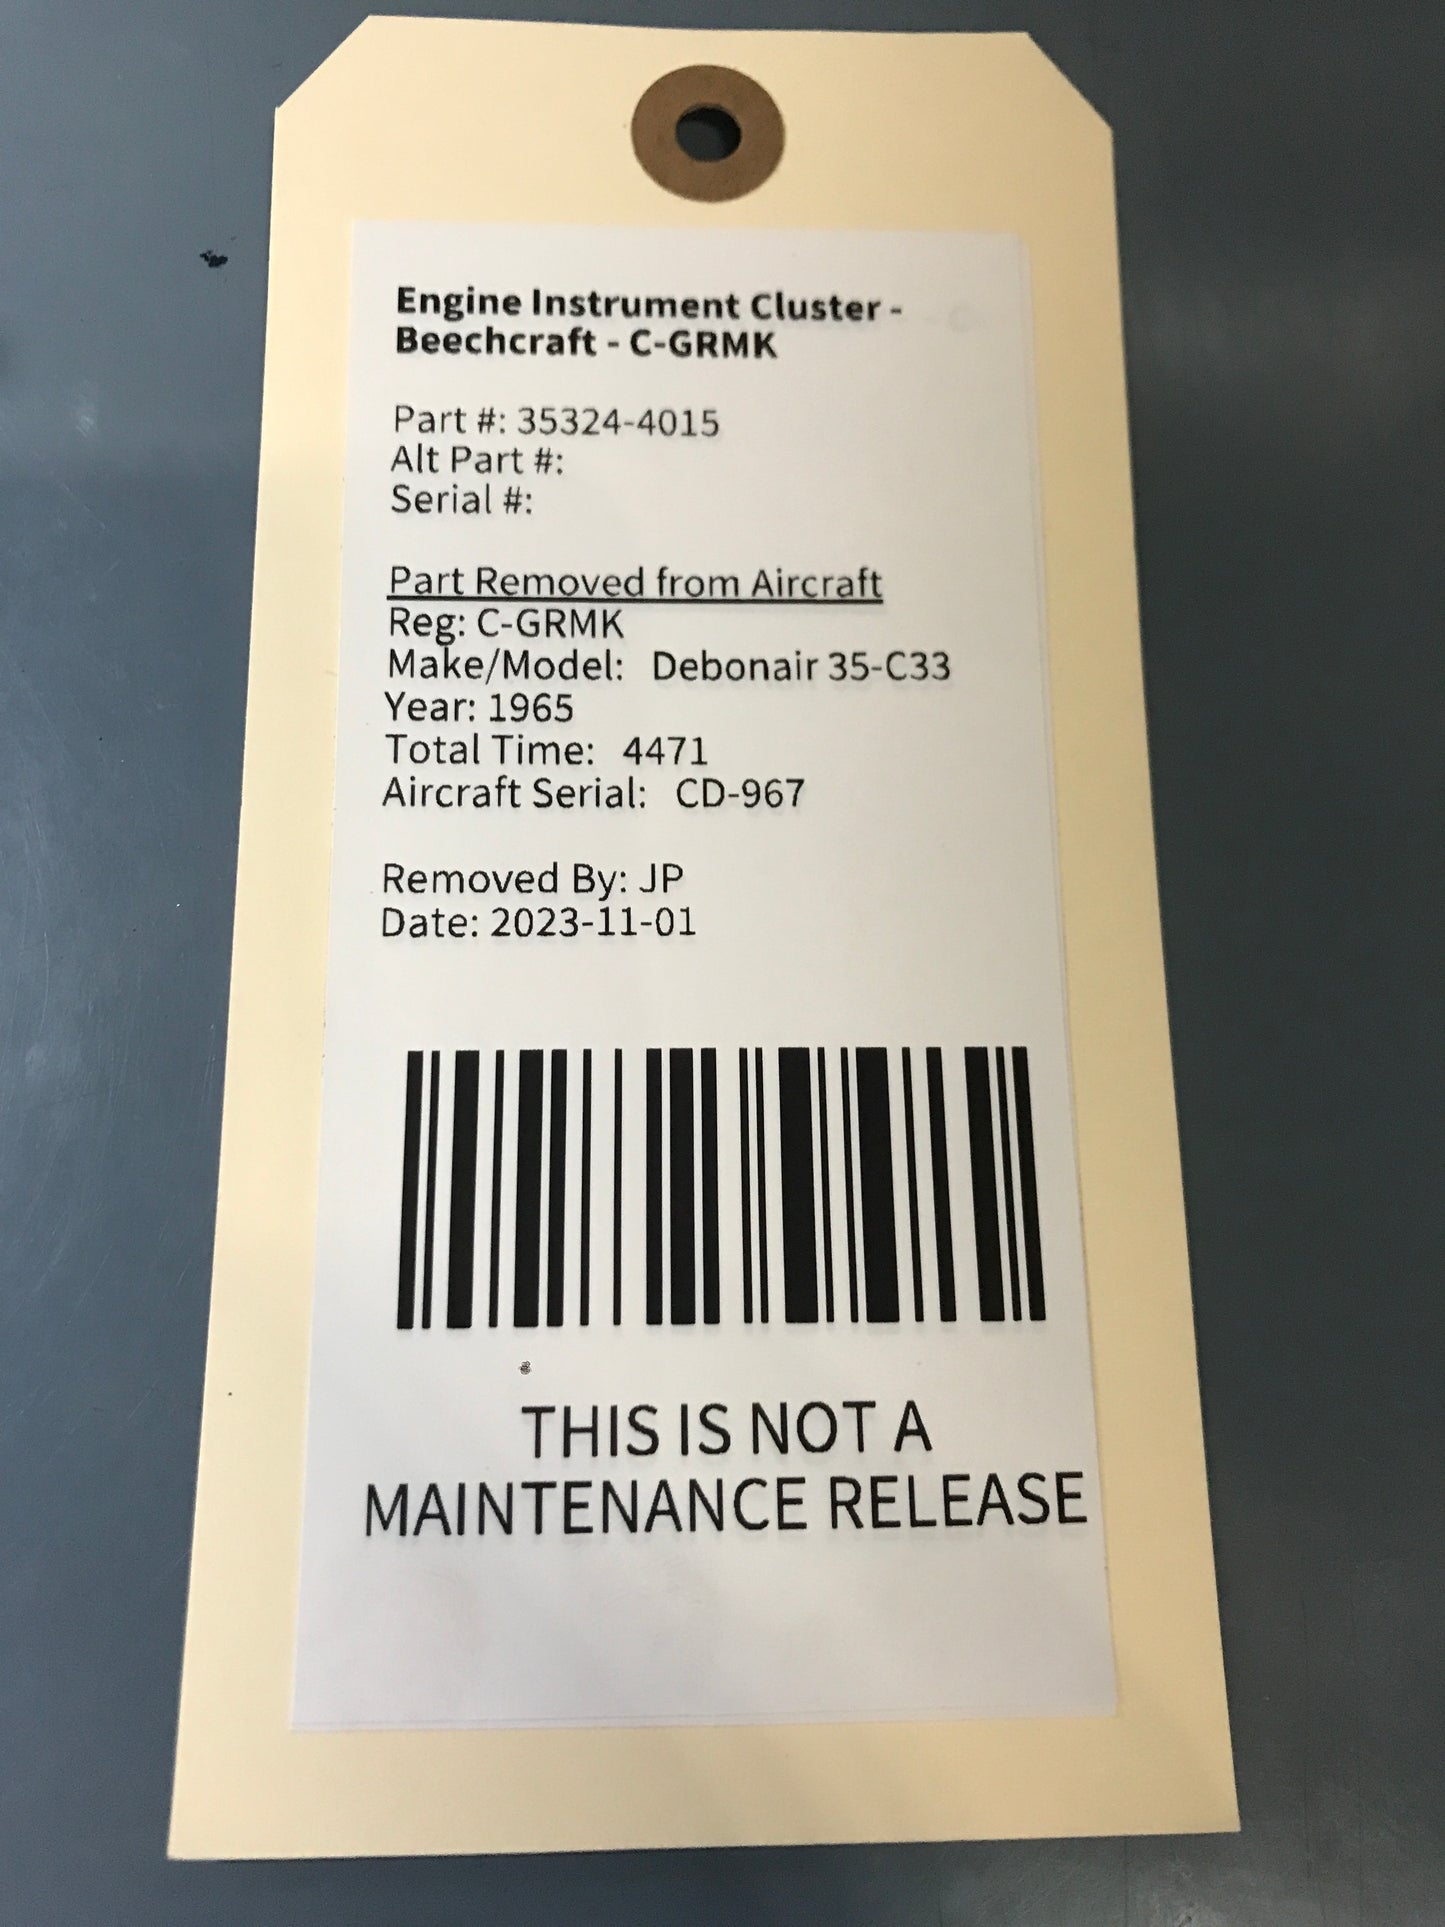 Engine Instrument Cluster -
Beechcraft - C-GRMK
Part #: 35324-4015
Alt Part #:
Serial #:
Part Removed from Aircraft
Reg: C-GRMK
Make/Model: Debonair 35-C33
Year: 1965
Total Time: 4471
Aircraft Serial: CD-967
Removed By: JP
Date: 2023-11-01
THIS IS NOT A
MAINTENANCE RELEASE